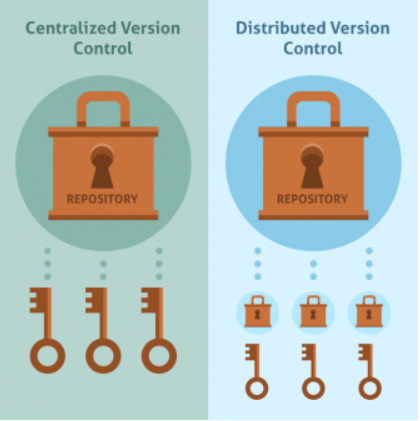 Centralized Version
Control
REPOSITORY
Distributed Version
Control
REPOSITORY